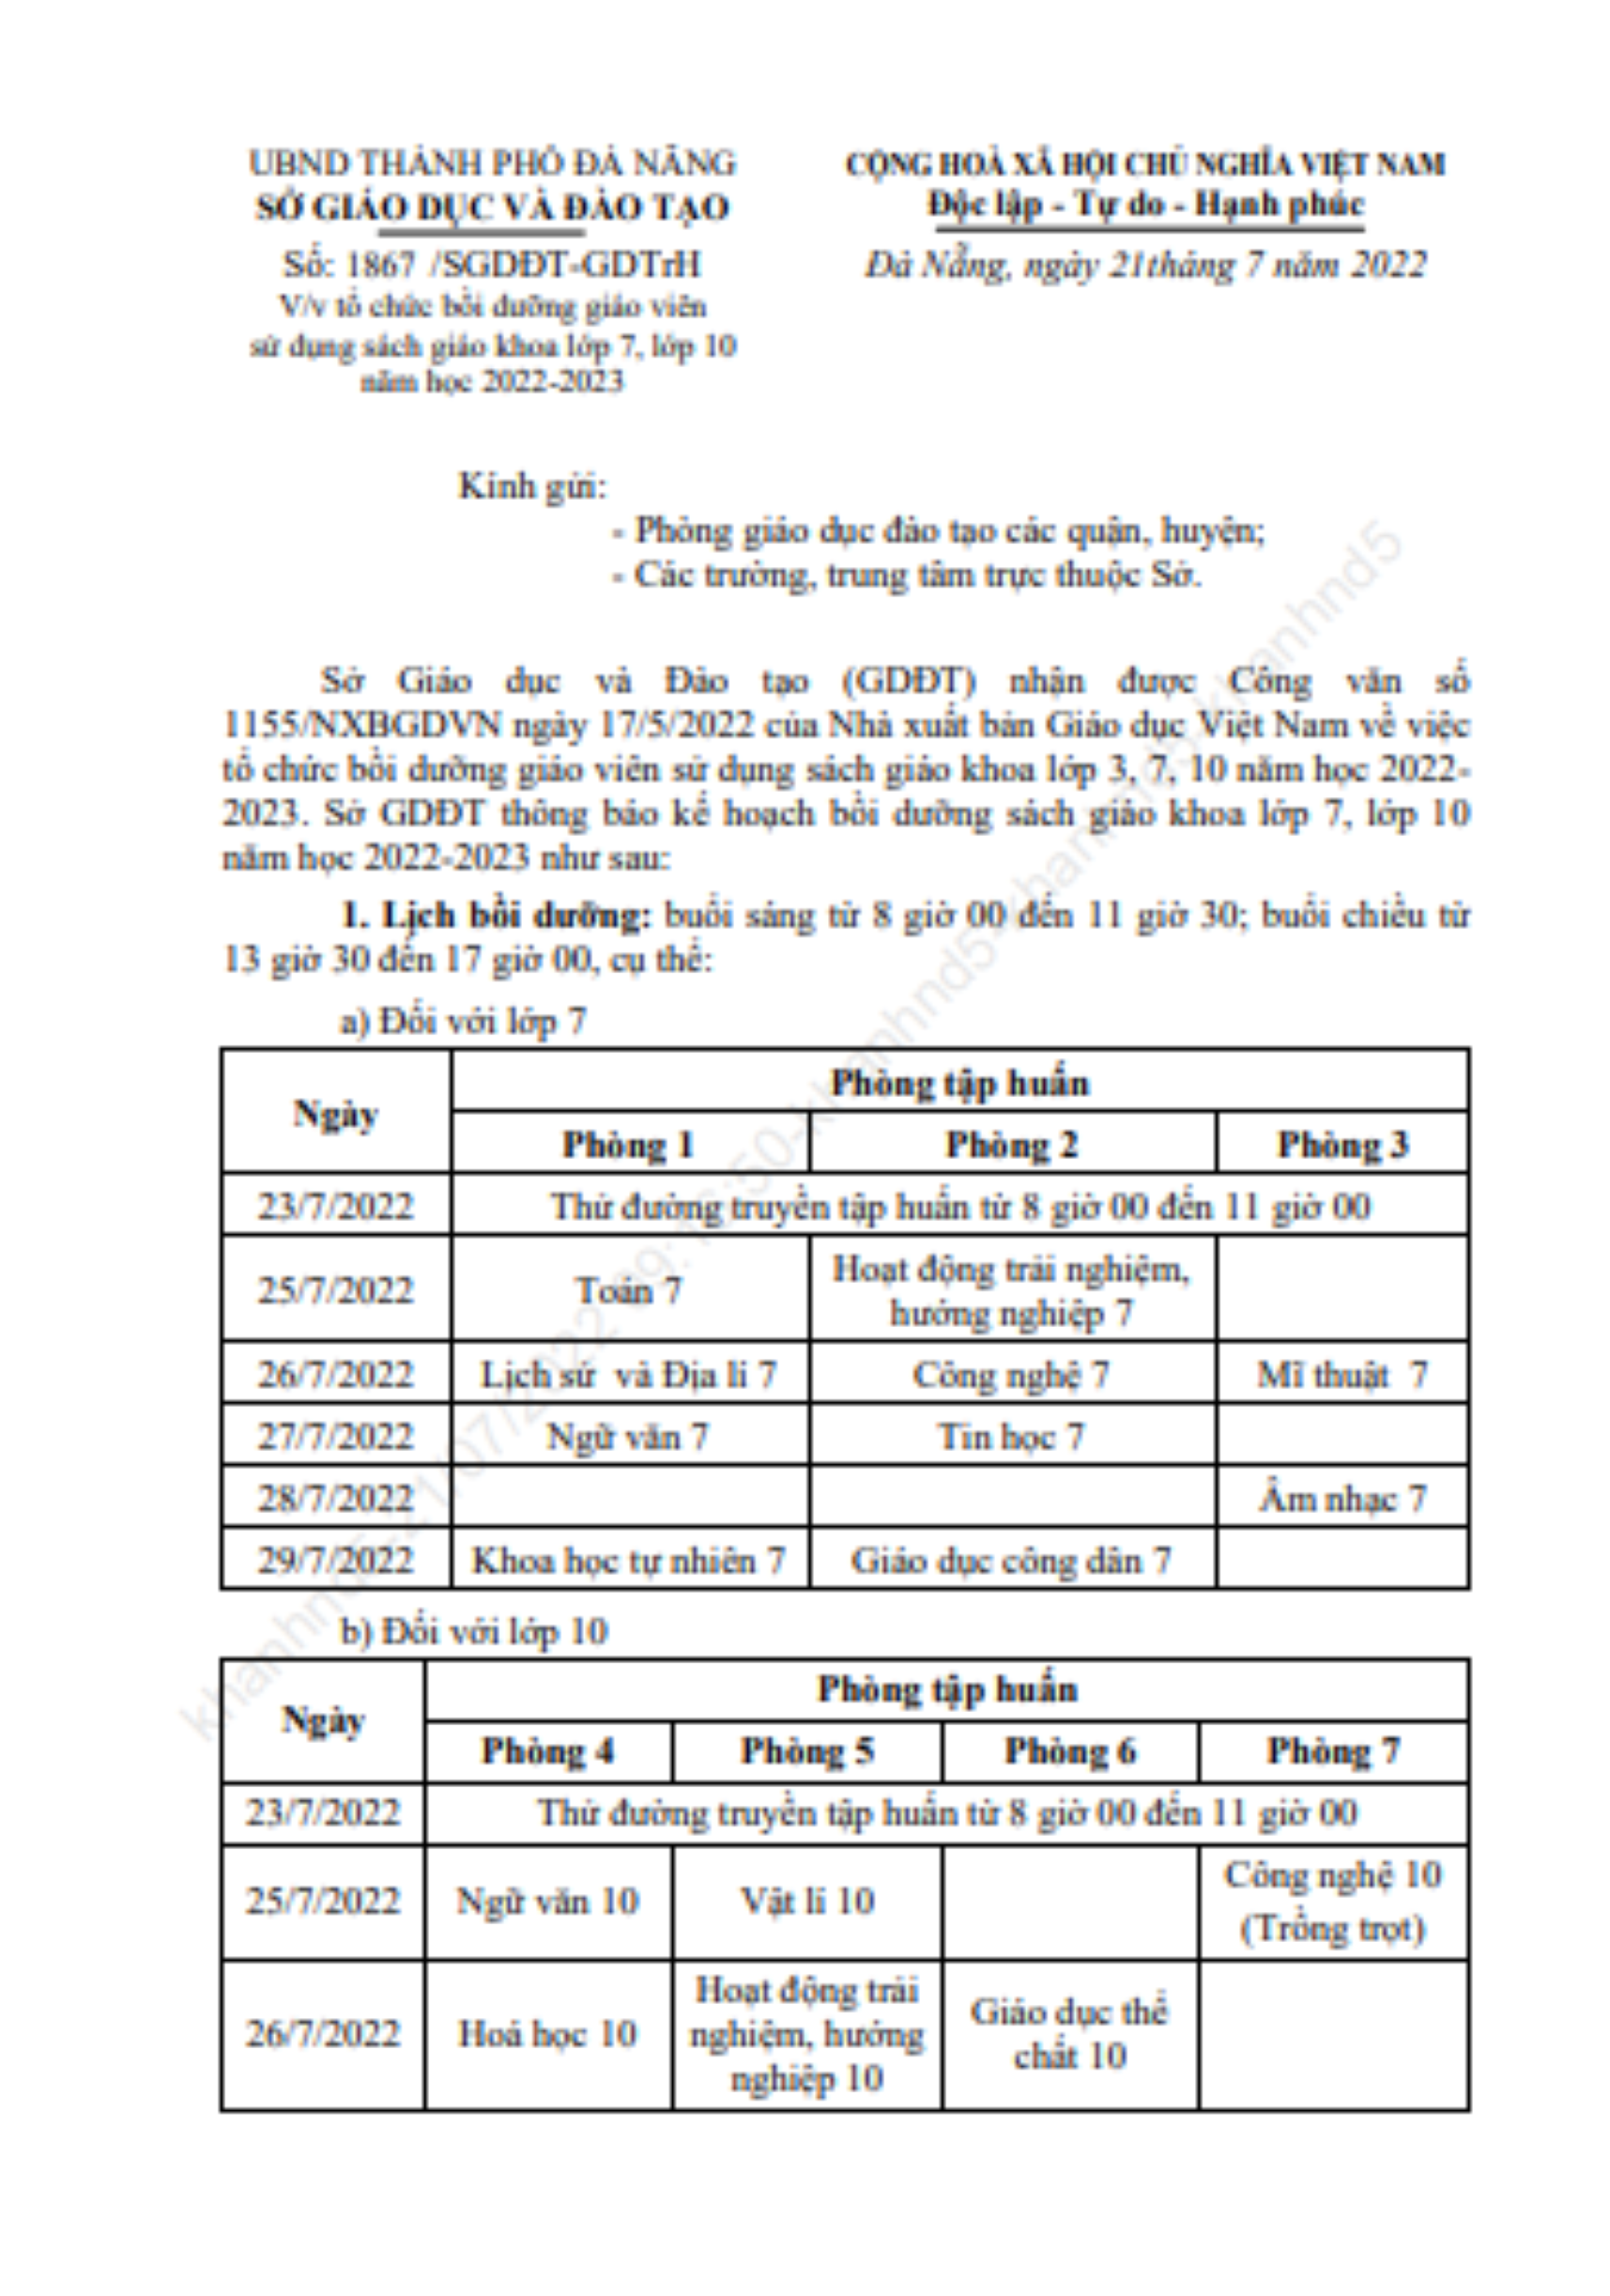 UBND THÀNH PHỐ ĐÀ NẴNG
SỞ GIÁO DỤC VÀ ĐÀO TẠO
Số: 1867 /SGDĐT-GDTrH
V/v tổ chức bồi dưỡng giáo viên
sử dụng sách giáo khoa lớp 7, lớp 10
năm học 2022-2023
CỘNG HOÀ XÃ HỘI CHỦ NGHĨA VIỆT NAM
Độc lập - Tự do - Hạnh phúc
Đà Nẵng, ngày 21tháng 7 năm 2022
Kính gửi:
- Phòng giáo dục đào tạo các quận, huyện;
- Các trường, trung tâm trực thuộc Sở.
Sở Giáo dục và Đào tạo (GDĐT) nhận được Công văn số
1155/NXBGDVN ngày 17/5/2022 của Nhà xuất bản Giáo dục Việt Nam về việc
tổ chức bồi dưỡng giáo viên sử dụng sách giáo khoa lớp 3, 7, 10 năm học 2022-
2023. Sở GDĐT thông báo kế hoạch bồi dưỡng sách giáo khoa lớp 7, lớp 10
năm học 2022-2023 như sau:
1. Lịch bồi dưỡng: buổi sáng từ 8 giờ 00 đến 11 giờ 30; buổi chiều từ
13 giờ 30 đến 17 giờ 00, cụ thể:
a) Đối với lớp 7
Ngày
Phòng tập huấn
Phòng 1 Phòng 2 Phòng 3
23/7/2022 Thử đường truyền tập huấn từ 8 giờ 00 đến 11 giờ 00
25/7/2022 Toán 7
Hoạt động trải nghiệm,
hướng nghiệp 7
26/7/2022 Lịch sử và Địa lí 7 Công nghệ 7 Mĩ thuật 7
27/7/2022 Ngữ văn 7 Tin học 7
28/7/2022 Âm nhạc 7
29/7/2022 Khoa học tự nhiên 7 Giáo dục công dân 7
b) Đối với lớp 10
Ngày
Phòng tập huấn
Phòng 4 Phòng 5 Phòng 6 Phòng 7
23/7/2022 Thử đường truyền tập huấn từ 8 giờ 00 đến 11 giờ 00
25/7/2022 Ngữ văn 10 Vật lí 10
Công nghệ 10
(Trồng trọt)
26/7/2022 Hoá học 10
Hoạt động trải
nghiệm, hướng
nghiệp 10
Giáo dục thể
chất 10